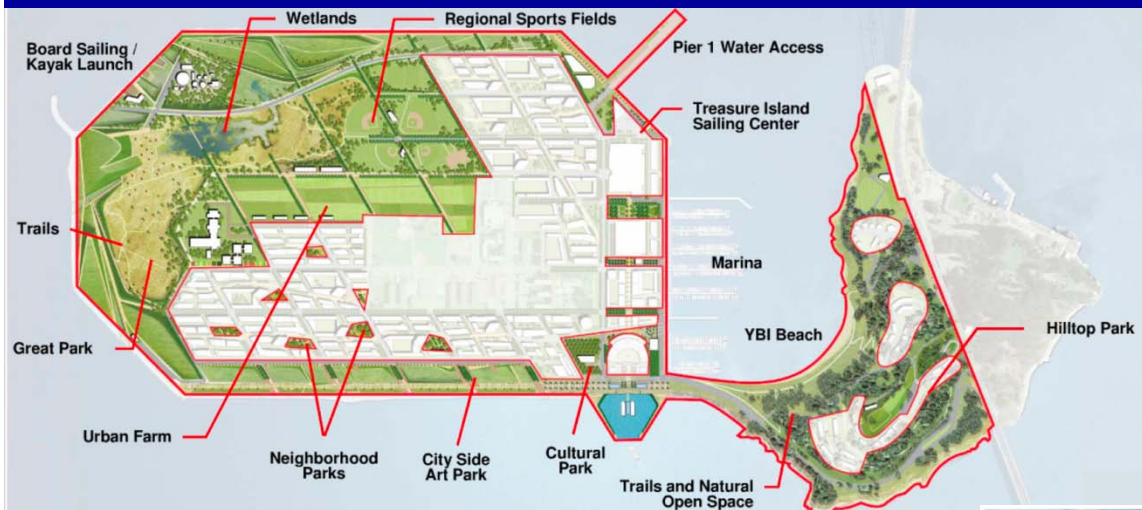 Wetlands
Regional Sports Fields
Board Sailing /
Kayak Launch
Pier 1 Water Access
Treasure Island
Sailing Center
Trails
Marina
YBI Beach
Hilltop Park
Great Park
Urban Farm
Neighborhood
Parks
City Side
Art Park
Cultural
Park
Trails and Natural
Open Space